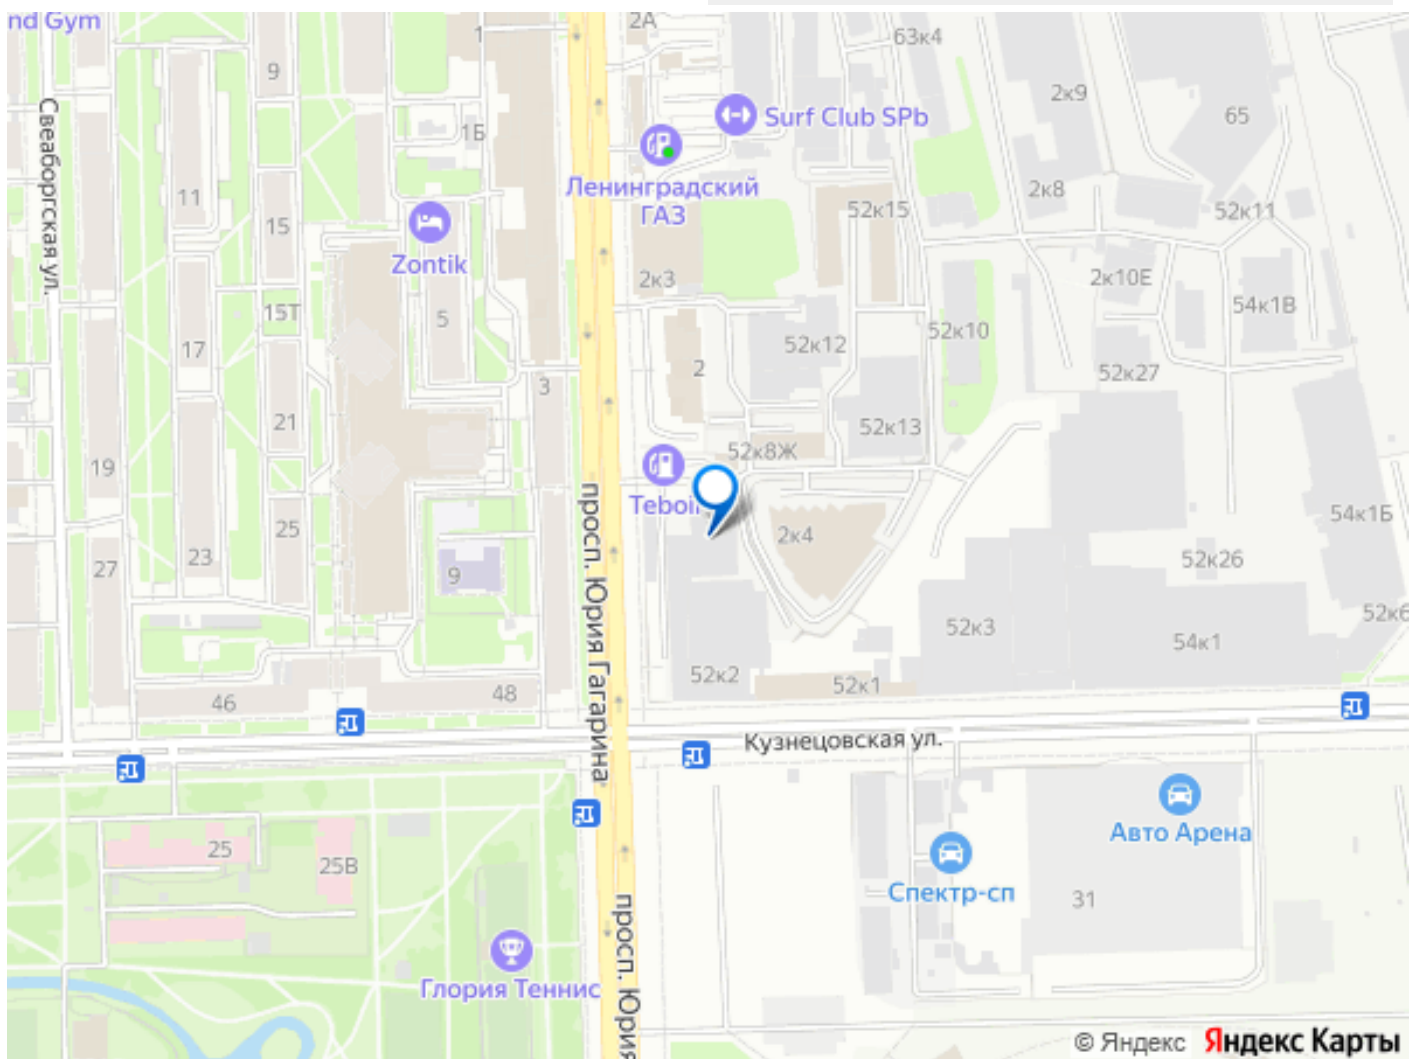 nd Gym
2А
1
63к4
9
2к9
65
Свеаборгская ул.
1Б
Surf Club SPb
Ленинградский
ГАЗ
11
2к8
52к15
52к11
15
Zontik
2к3
2к10Е
54к1В
15Т
5
17
52к12
52к10
2
52к27
3
21
52к13
19
52к8Ж
Teboil
просп. Юрия Гагарина
25
2к4
54к1Б
23
27
9
52к26
52к6
52к3
54к1
52к2
52к1
46
48
Кузнецовская ул.
Авто Арена
25
25В
Спектр-сп
31
просп. Юрия
Глория Теннис
© Яндекс Яндекс Карты